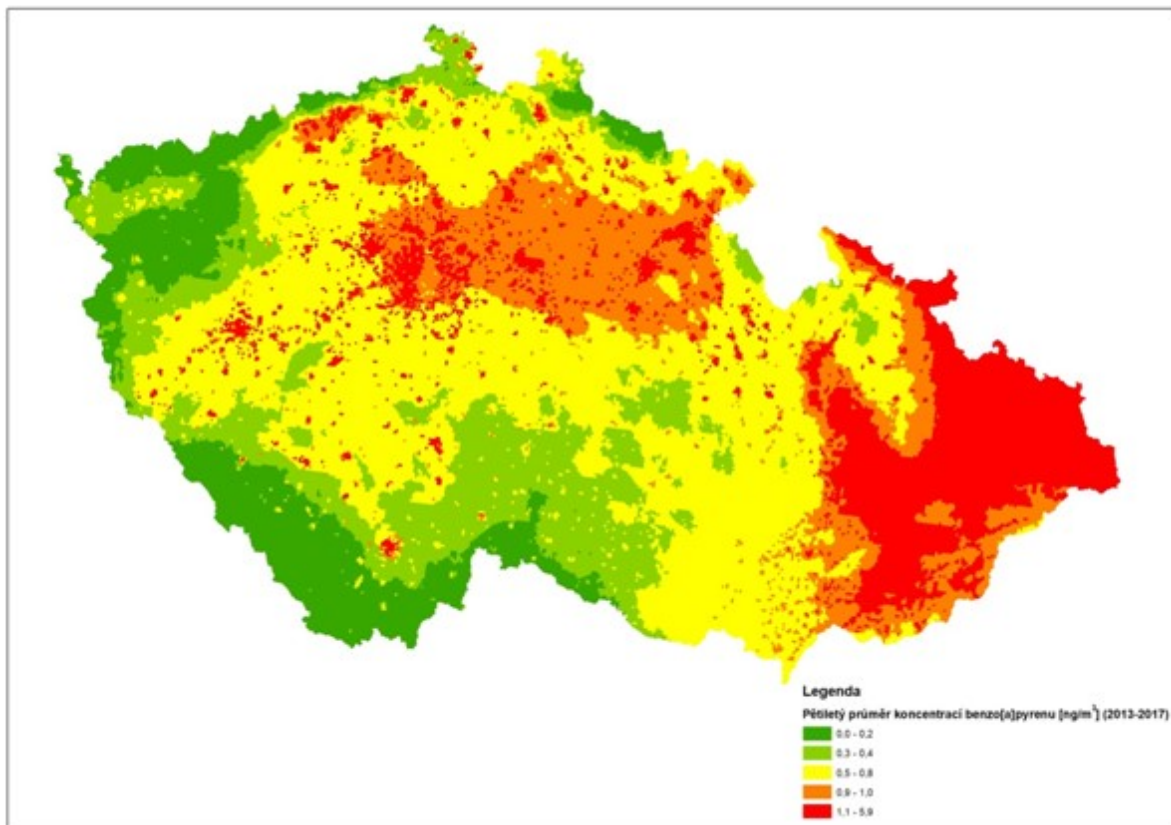 Legenda
Pětiletý průměr koncentrací benzo[a]pyrenu [ng/m³] (2013-2017)
0,0 - 0,2
0,3 - 0,4
0,5 - 0,8
0,9 - 1,0
1,1 - 5,9